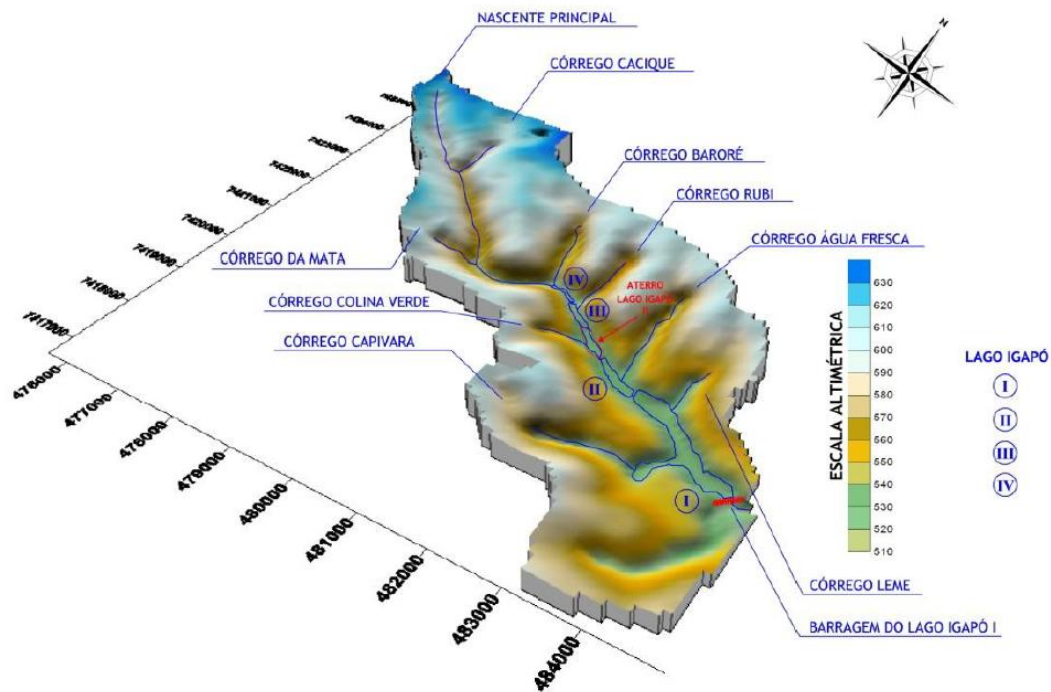 NASCENTE PRINCIPAL
N
CÓRREGO CACIQUE
CÓRREGO BARORÉ
CÓRREGO RUBI
CÓRREGO ÁGUA FRESCA
CÓRREGO DA MATA
CÓRREGO COLINA VERDE
CÓRREGO CAPIVARA
IV
III
ATERRO
LAGO IGAPÓ
II
I
CÓRREGO LEME
BARRAGEM DO LAGO IGAPÓ I
ESCALA ALTIMÉTRICA
630
620
610
600
590
580
570
560
550
540
530
520
510
LAGO IGAPÓ
I
II
III
IV
7420000
7419000
7418000
7417000
476000
477000
478000
479000
480000
481000
482000
483000
484000